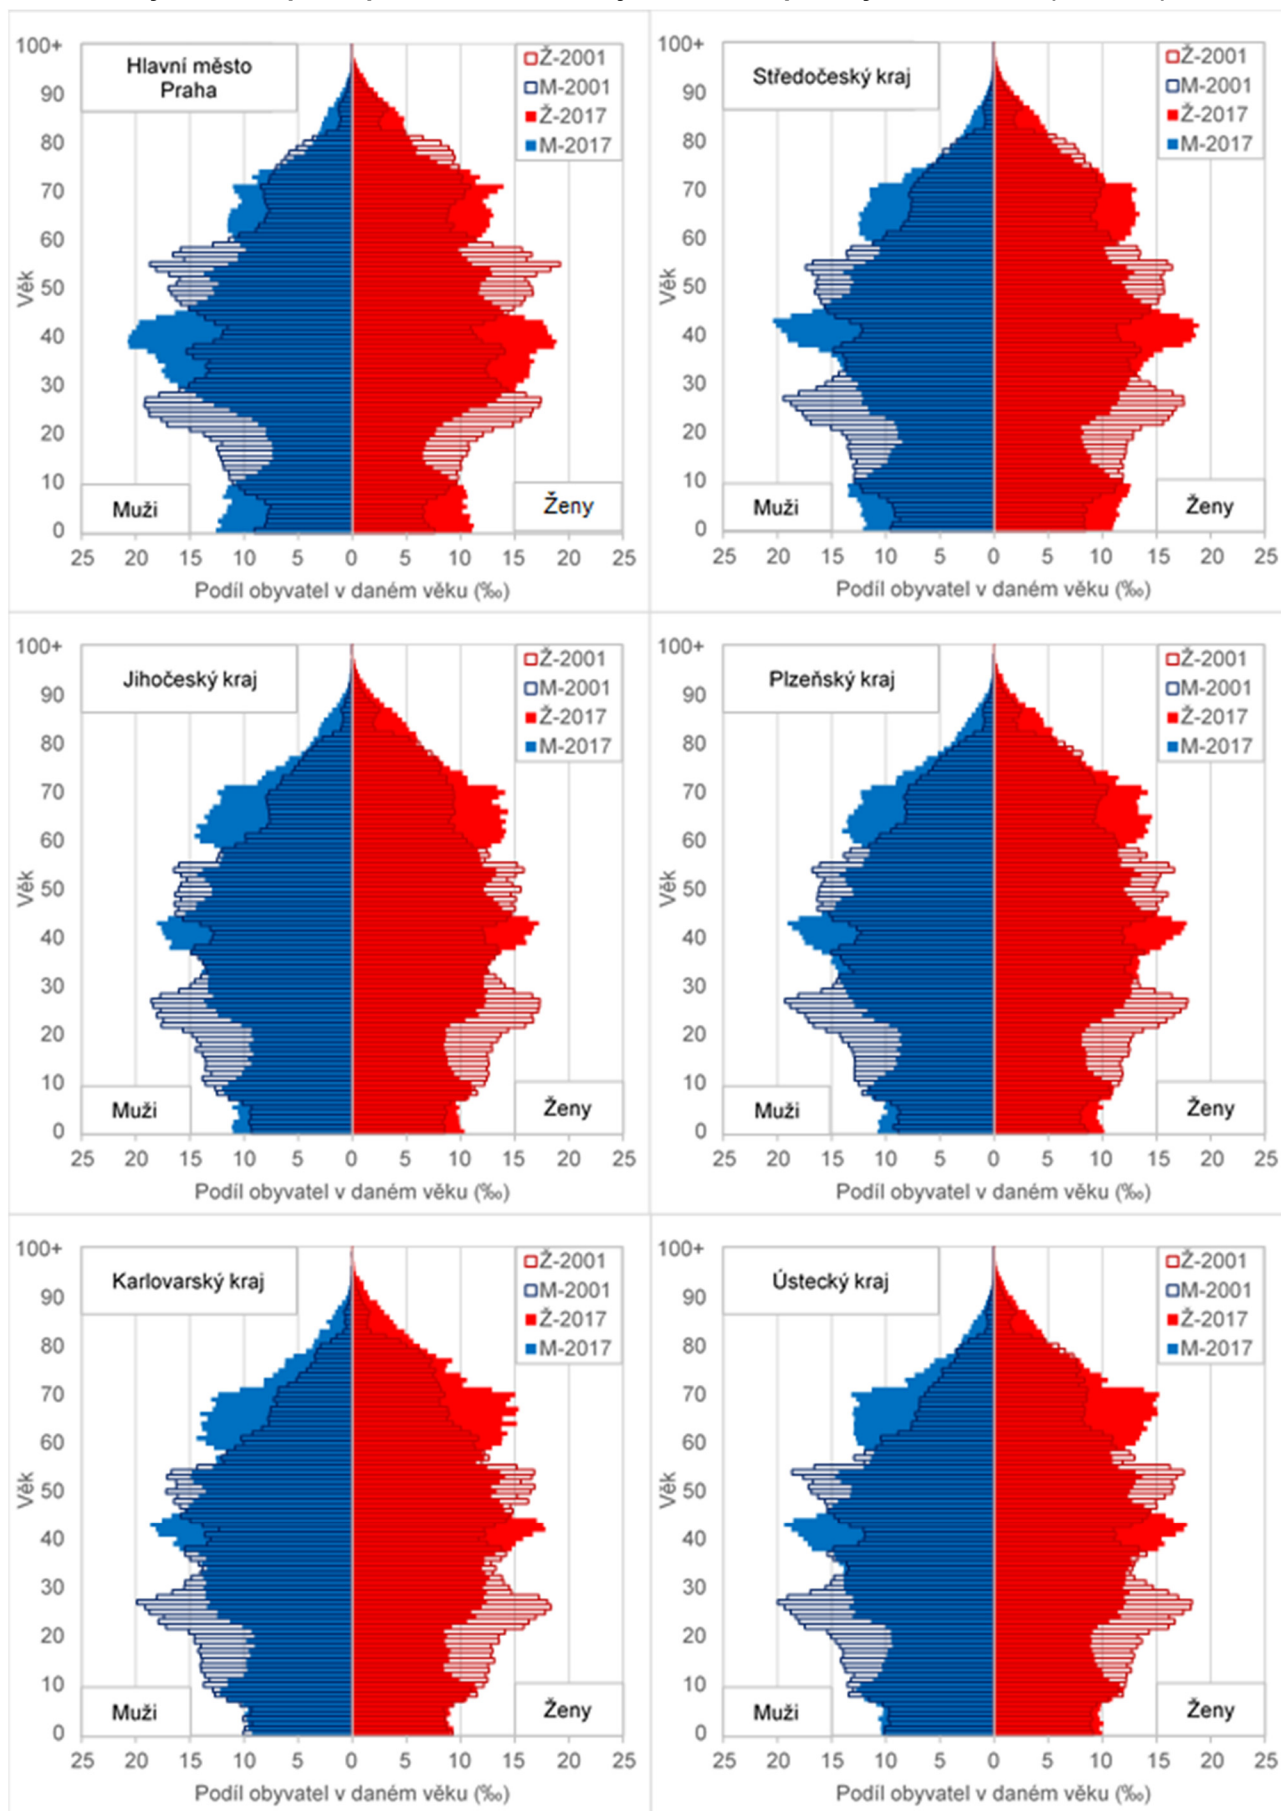 Hlavní město
Praha
Ž-2001
M-2001
Ž-2017
M-2017
100+
90
80
70
60
50
40
30
20
10
0
Věk
Muži
Ženy
25 20 15 10 5 0 5 10 15 20 25
Podíl obyvatel v daném věku (‰)
Středočeský kraj
Ž-2001
M-2001
Ž-2017
M-2017
100+
90
80
70
60
50
40
30
20
10
0
Věk
Muži
Ženy
25 20 15 10 5 0 5 10 15 20 25
Podíl obyvatel v daném věku (‰)
Jihočeský kraj
Ž-2001
M-2001
Ž-2017
M-2017
100+
90
80
70
60
50
40
30
20
10
0
Věk
Muži
Ženy
25 20 15 10 5 0 5 10 15 20 25
Podíl obyvatel v daném věku (‰)
Plzeňský kraj
Ž-2001
M-2001
Ž-2017
M-2017
100+
90
80
70
60
50
40
30
20
10
0
Věk
Muži
Ženy
25 20 15 10 5 0 5 10 15 20 25
Podíl obyvatel v daném věku (‰)
Karlovarský kraj
Ž-2001
M-2001
Ž-2017
M-2017
100+
90
80
70
60
50
40
30
20
10
0
Věk
Muži
Ženy
25 20 15 10 5 0 5 10 15 20 25
Podíl obyvatel v daném věku (‰)
Ústecký kraj
Ž-2001
M-2001
Ž-2017
M-2017
100+
90
80
70
60
50
40
30
20
10
0
Věk
Muži
Ženy
25 20 15 10 5 0 5 10 15 20 25
Podíl obyvatel v daném věku (‰)